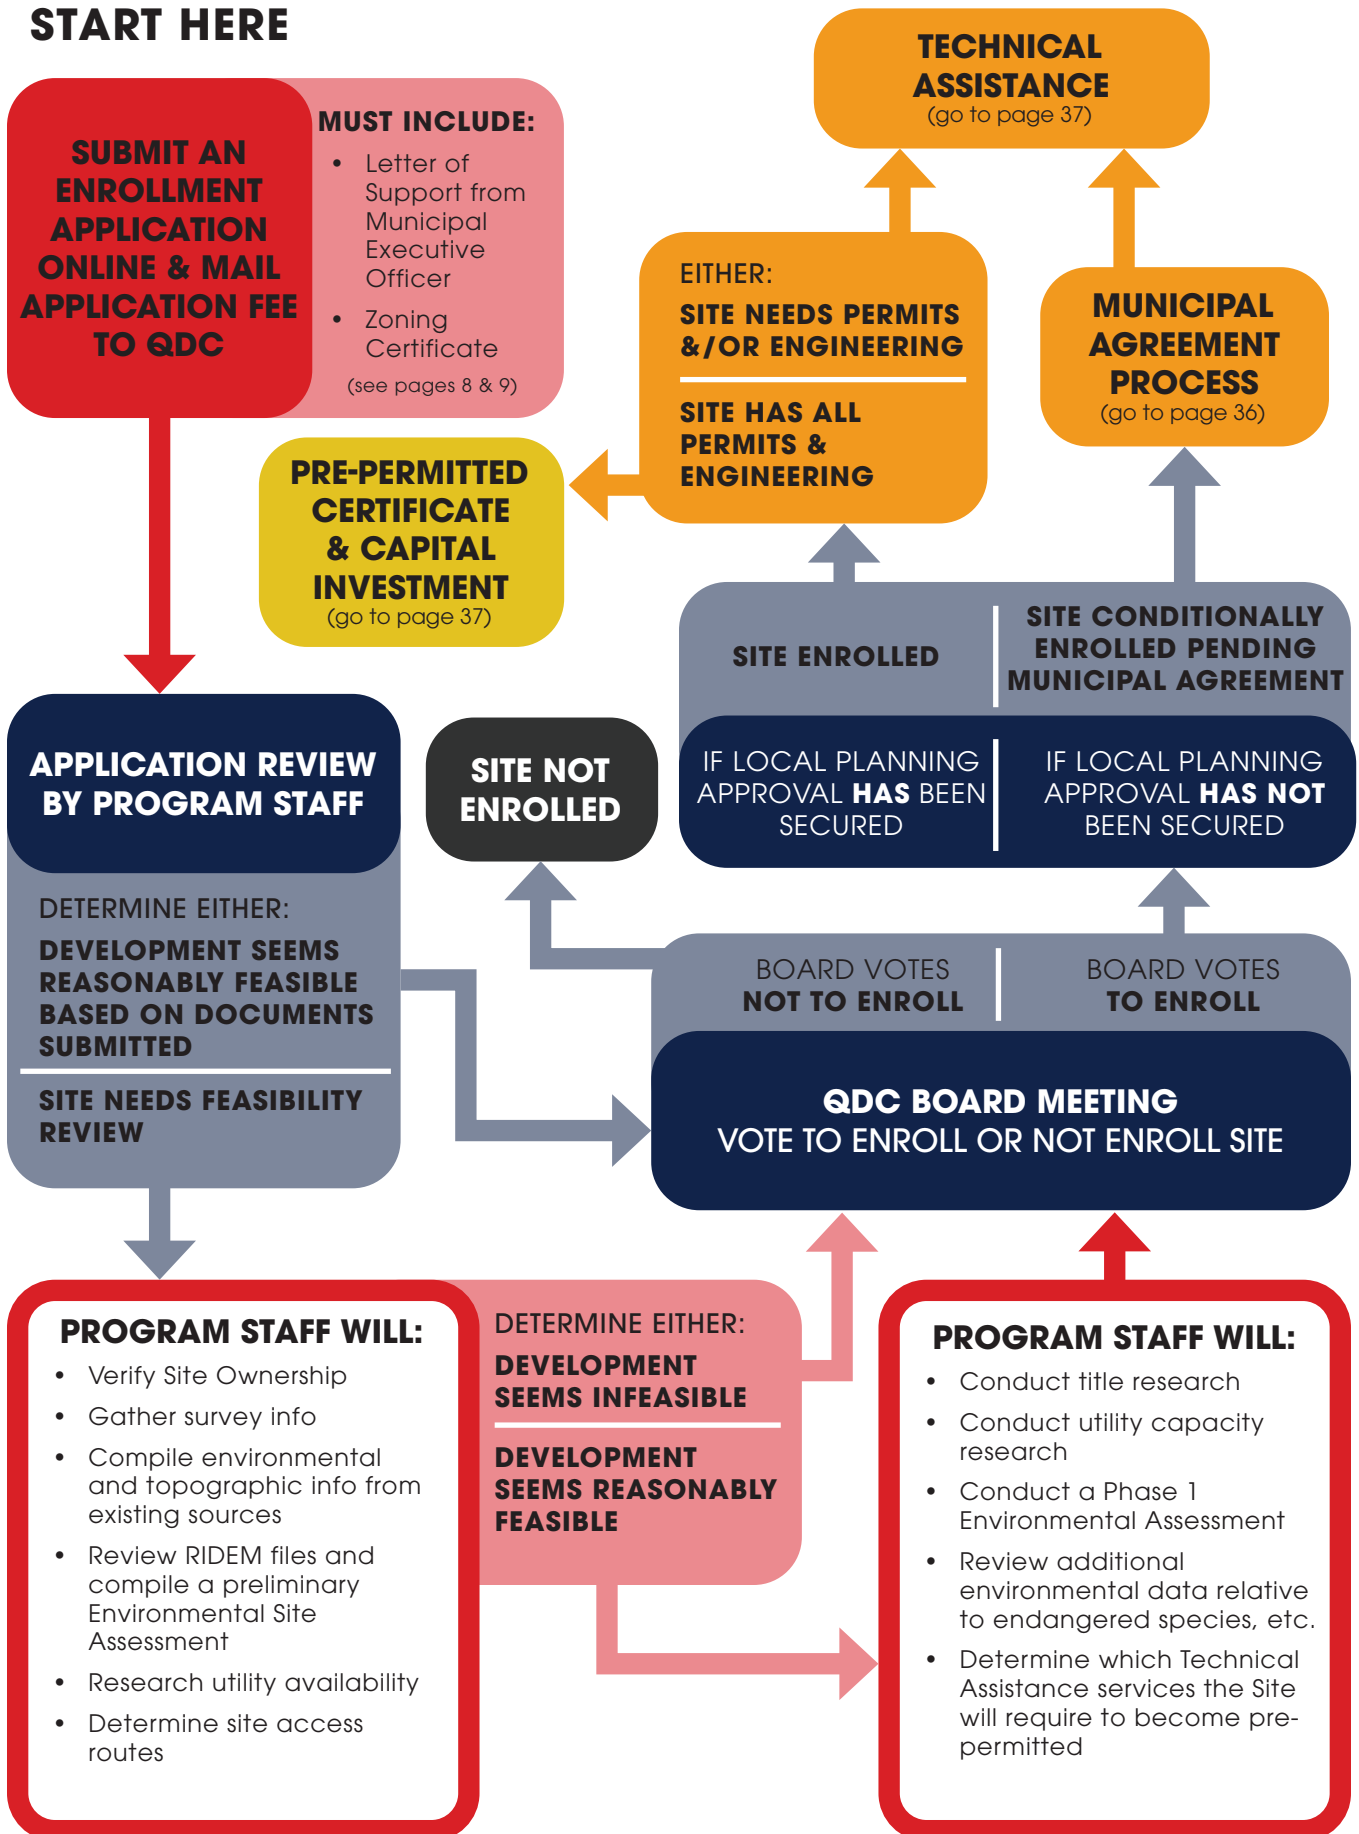 START HERE
SUBMIT AN
ENROLLMENT
APPLICATION
ONLINE & MAIL
APPLICATION FEE
TO QDC
MUST INCLUDE:
• Letter of
Support from
Municipal
Executive
Officer
• Zoning
Certificate
(see pages 8 & 9)
TECHNICAL
ASSISTANCE
(go to page 37)
EITHER:
SITE NEEDS PERMITS
&/OR ENGINEERING
SITE HAS ALL
PERMITS &
ENGINEERING
MUNICIPAL
AGREEMENT
PROCESS
(go to page 36)
PRE-PERMITTED
CERTIFICATE
& CAPITAL
INVESTMENT
(go to page 37)
SITE ENROLLED
SITE CONDITIONALLY
ENROLLED PENDING
MUNICIPAL AGREEMENT
IF LOCAL PLANNING
APPROVAL HAS BEEN
SECURED
IF LOCAL PLANNING
APPROVAL HAS NOT
BEEN SECURED
APPLICATION REVIEW
BY PROGRAM STAFF
SITE NOT
ENROLLED
DETERMINE EITHER:
DEVELOPMENT SEEMS
REASONABLY FEASIBLE
BASED ON DOCUMENTS
SUBMITTED
SITE NEEDS FEASIBILITY
REVIEW
BOARD VOTES
NOT TO ENROLL
BOARD VOTES
TO ENROLL
QDC BOARD MEETING
VOTE TO ENROLL OR NOT ENROLL SITE
PROGRAM STAFF WILL:
• Verify Site Ownership
• Gather survey info
• Compile environmental
and topographic info from
existing sources
• Review RIDEM files and
compile a preliminary
Environmental Site
Assessment
• Research utility availability
• Determine site access
routes
DETERMINE EITHER:
DEVELOPMENT
SEEMS INFEASIBLE
DEVELOPMENT
SEEMS REASONABLY
FEASIBLE
PROGRAM STAFF WILL:
• Conduct title research
• Conduct utility capacity
research
• Conduct a Phase 1
Environmental Assessment
• Review additional
environmental data relative
to endangered species, etc.
• Determine which Technical
Assistance services the Site
will require to become pre-
permitted